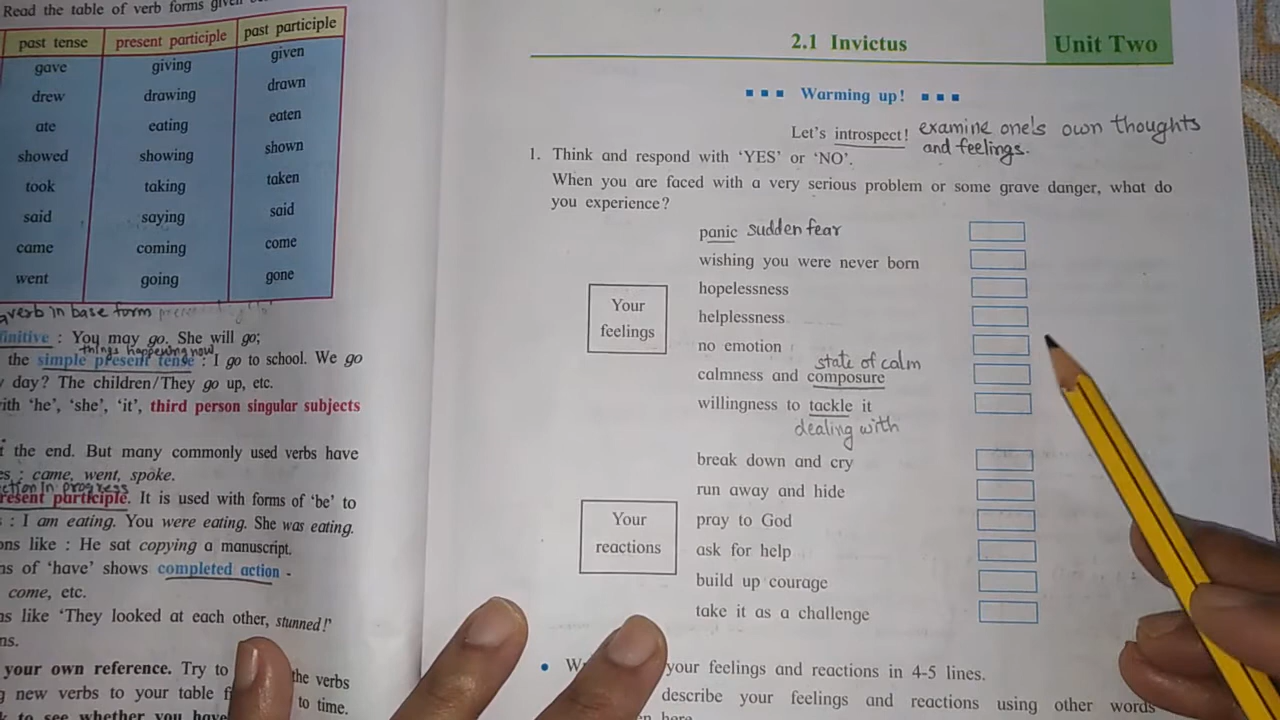 Read the table of verb forms given
past tense present participle past participle
gave giving given
drew drawing drawn
ate eating eaten
showed showing shown
took taking taken
said saying said
came coming come
went going gone
verb in base form
finitive : You may go. She will go;
things happening now
the simple present tense : I go to school. We go
day? The children/They go up, etc.
with 'he', 'she', 'it', third person singular subjects
the end. But many commonly used verbs have
es : came, went, spoke.
ction in progress
resent participle. It is used with forms of 'be' to
s : I am eating. You were eating. She was eating.
ons like : He sat copying a manuscript.
ns of 'have' shows completed action -
come, etc.
ns like 'They looked at each other, stunned!'
ns.
your own reference. Try to the verbs
new verbs to your table to time.
to see whether you have
2.1 Invictus
Unit Two
Warming up!
Let's introspect! examine one's own thoughts
and feelings.
1. Think and respond with 'YES' or 'NO'.
When you are faced with a very serious problem or some grave danger, what do
you experience?
Your
feelings
panic sudden fear
wishing you were never born
hopelessness
helplessness
no emotion
state of calm
calmness and composure
willingness to tackle it
dealing with
Your
reactions
break down and cry
run away and hide
pray to God
ask for help
build up courage
take it as a challenge
• your feelings and reactions in 4-5 lines.
describe your feelings and reactions using other words
here